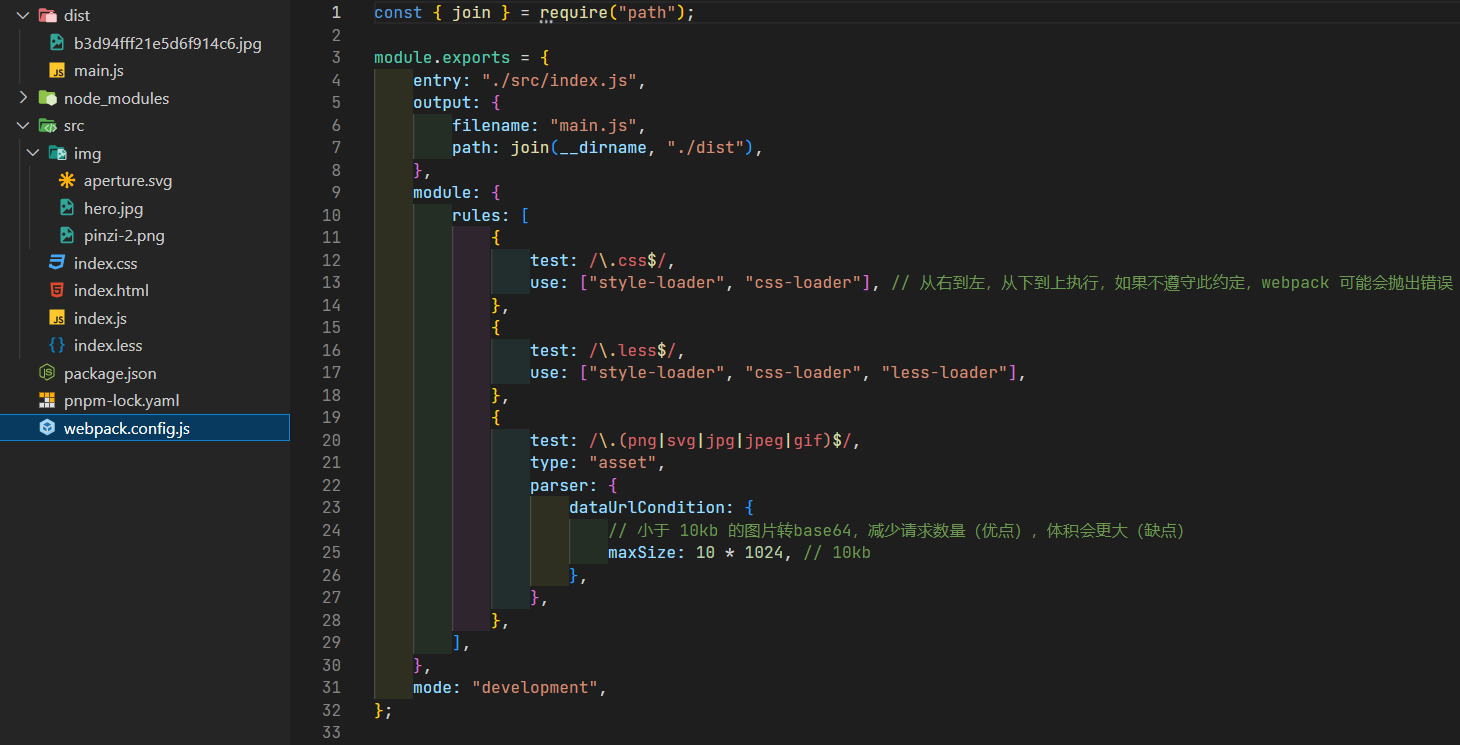 dist
b3d94fff21e5d6f914c6.jpg
main.js
node_modules
src
img
aperture.svg
hero.jpg
pinzi-2.png
index.css
index.html
index.js
index.less
package.json
pnpm-lock.yaml
webpack.config.js
1 const { join } = require("path");
2
3 module.exports = {
4     entry: "./src/index.js",
5     output: {
6         filename: "main.js",
7         path: join(__dirname, "./dist"),
8     },
9     module: {
10         rules: [
11             {
12                 test: /\.css$/,
13                 use: ["style-loader", "css-loader"], // 从右到左，从下到上执行，如果不遵守此约定，webpack 可能会抛出错误
14             },
15             {
16                 test: /\.less$/,
17                 use: ["style-loader", "css-loader", "less-loader"],
18             },
19             {
20                 test: /\.(png|svg|jpg|jpeg|gif)$/,
21                 type: "asset",
22                 parser: {
23                     dataUrlCondition: {
24                         // 小于 10kb 的图片转base64，减少请求数量（优点），体积会更大（缺点）
25                         maxSize: 10 * 1024, // 10kb
26                     },
27                 },
28             },
29         ],
30     },
31     mode: "development",
32 };
33